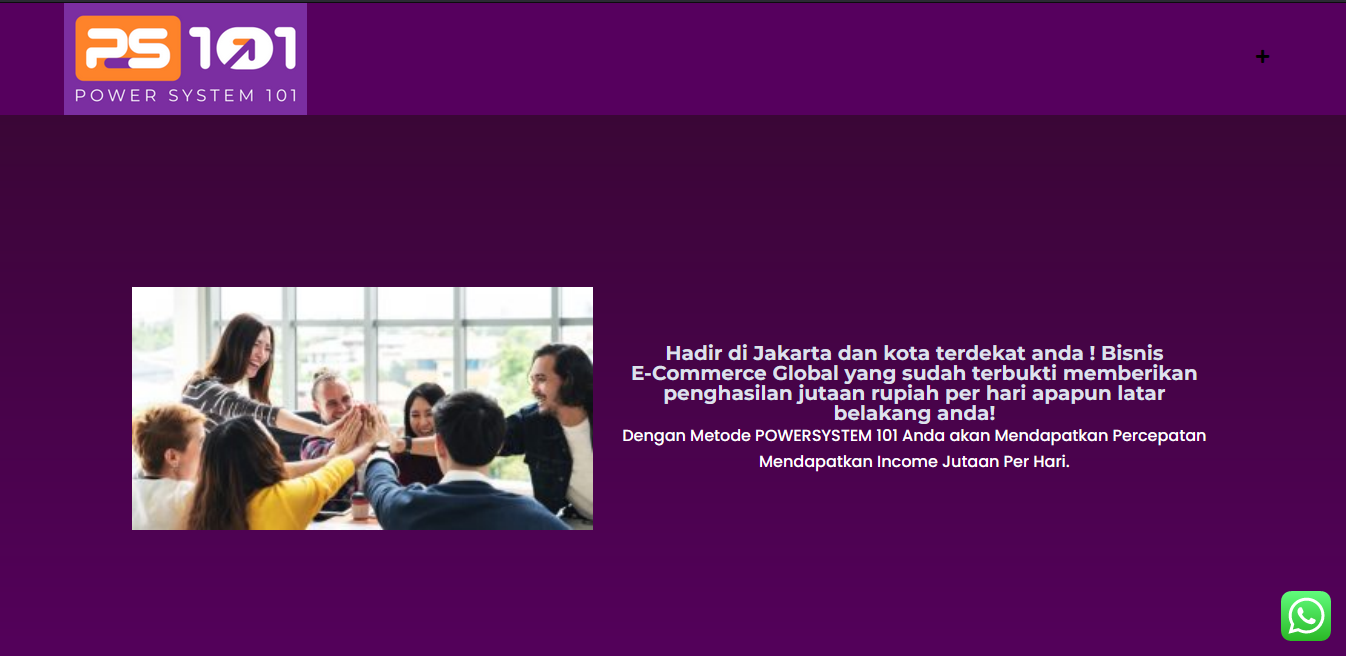 PS 101
POWER SYSTEM 101
Hadir di Jakarta dan kota terdekat anda ! Bisnis
E-Commerce Global yang sudah terbukti memberikan
penghasilan jutaan rupiah per hari apapun latar
belakang anda!
Dengan Metode POWERSYSTEM 101 Anda akan Mendapatkan Percepatan
Mendapatkan Income Jutaan Per Hari.